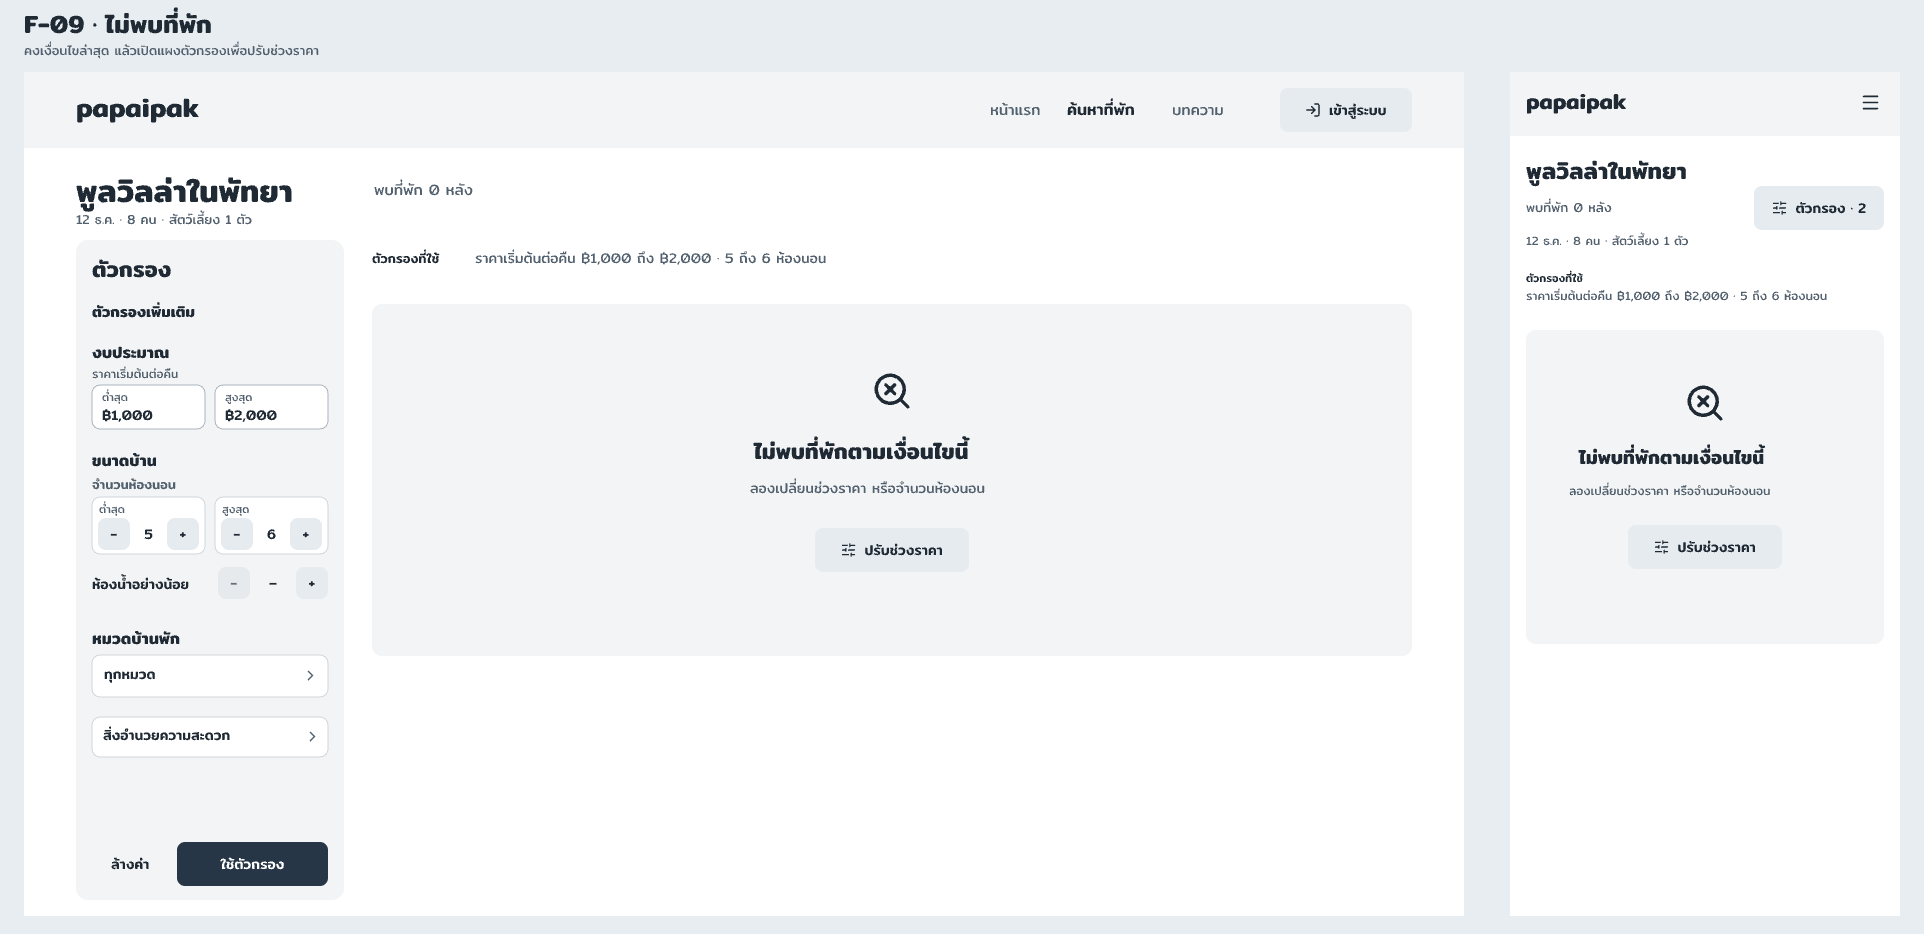 F-09 · ไม่พบที่พัก
คงเงื่อนไขล่าสุด แล้วเปิดแผงตัวกรองเพื่อปรับช่วงราคา
papaipak
หน้าแรก
ค้นหาที่พัก
บทความ
เข้าสู่ระบบ
พูลวิลล่าในพัทยา
12 ธ.ค. · 8 คน · สัตว์เลี้ยง 1 ตัว
พบที่พัก 0 หลัง
ตัวกรอง
ตัวกรองเพิ่มเติม
งบประมาณ
ราคาเริ่มต้นต่อคืน
ต่ำสุด
฿1,000
สูงสุด
฿2,000
ขนาดบ้าน
จำนวนห้องนอน
ต่ำสุด
- 5 +
สูงสุด
- 6 +
ห้องน้ำอย่างน้อย - – +
หมวดบ้านพัก
ทุกหมวด
สิ่งอำนวยความสะดวก
ล้างค่า
ใช้ตัวกรอง
ตัวกรองที่ใช้ ราคาเริ่มต้นต่อคืน ฿1,000 ถึง ฿2,000 · 5 ถึง 6 ห้องนอน
ไม่พบที่พักตามเงื่อนไขนี้
ลองเปลี่ยนช่วงราคา หรือจำนวนห้องนอน
ปรับช่วงราคา
papaipak
พูลวิลล่าในพัทยา
พบที่พัก 0 หลัง
ตัวกรอง · 2
12 ธ.ค. · 8 คน · สัตว์เลี้ยง 1 ตัว
ตัวกรองที่ใช้
ราคาเริ่มต้นต่อคืน ฿1,000 ถึง ฿2,000 · 5 ถึง 6 ห้องนอน
ไม่พบที่พักตามเงื่อนไขนี้
ลองเปลี่ยนช่วงราคา หรือจำนวนห้องนอน
ปรับช่วงราคา